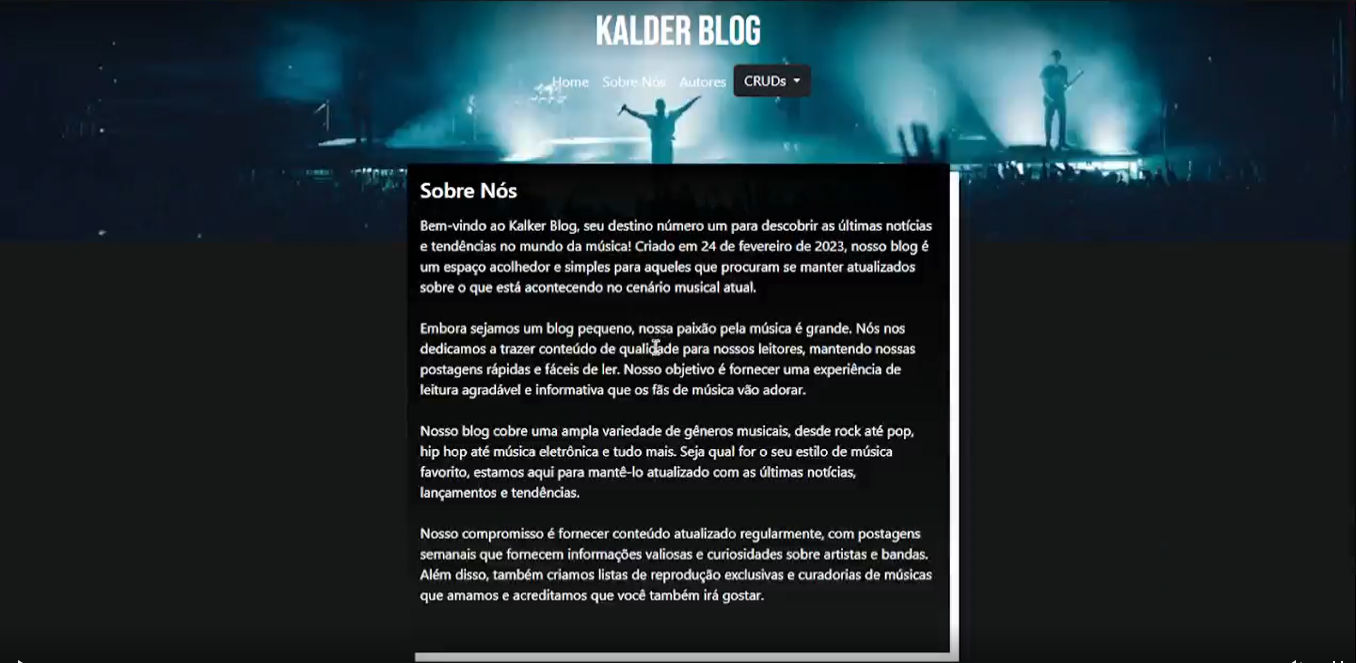 KALDER BLOG
Home Sobre Nós Autores CRUDs
Sobre Nós
Bem-vindo ao Kalker Blog, seu destino número um para descobrir as últimas notícias
e tendências no mundo da música! Criado em 24 de fevereiro de 2023, nosso blog é
um espaço acolhedor e simples para aqueles que procuram se manter atualizados
sobre o que está acontecendo no cenário musical atual.
Embora sejamos um blog pequeno, nossa paixão pela música é grande. Nós nos
dedicamos a trazer conteúdo de qualidade para nossos leitores, mantendo nossas
postagens rápidas e fáceis de ler. Nosso objetivo é fornecer uma experiência de
leitura agradável e informativa que os fãs de música vão adorar.
Nosso blog cobre uma ampla variedade de gêneros musicais, desde rock até pop,
hip hop até música eletrônica e tudo mais. Seja qual for o seu estilo de música
favorito, estamos aqui para mantê-lo atualizado com as últimas notícias,
lançamentos e tendências.
Nosso compromisso é fornecer conteúdo atualizado regularmente, com postagens
semanais que fornecem informações valiosas e curiosidades sobre artistas e bandas.
Além disso, também criamos listas de reprodução exclusivas e curadorias de músicas
que amamos e acreditamos que você também irá gostar.